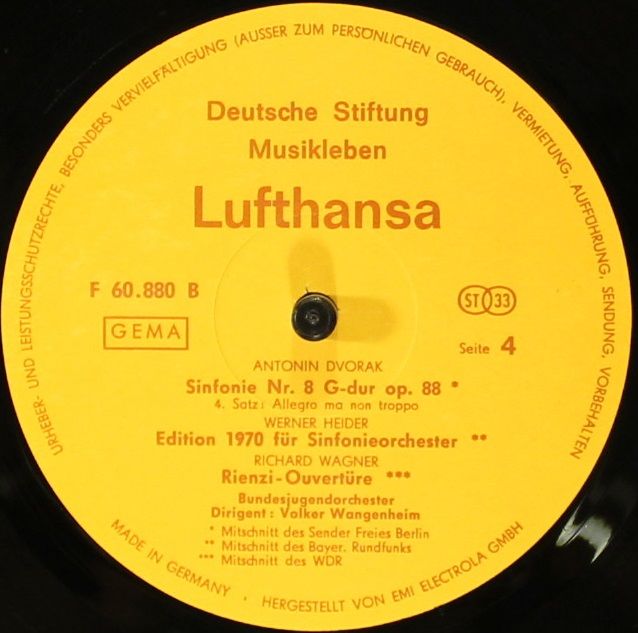 URHEBER- UND LEISTUNGSSCHUTZRECHTE, BESONDERS VERVIELFÄLTIGUNG (AUSSER ZUM PERSÖNLICHEN GEBRAUCH), VERMIETUNG, AUFFÜHRUNG, SENDUNG, VORBEHALTEN
Deutsche Stiftung
Musikleben
Lufthansa
F 60.880 B
GEMA
ST 33
Seite 4
ANTONIN DVORAK
Sinfonie Nr. 8 G-dur op. 88 *
4. Satz: Allegro ma non troppo
WERNER HEIDER
Edition 1970 für Sinfonieorchester **
RICHARD WAGNER
Rienzi-Ouvertüre ***
Bundesjugendorchester
Dirigent: Volker Wangenheim
* Mitschnitt des Sender Freies Berlin
** Mitschnitt des Bayer. Rundfunks
*** Mitschnitt des WDR
MADE IN GERMANY · HERGESTELLT VON EMI ELECTROLA GMBH